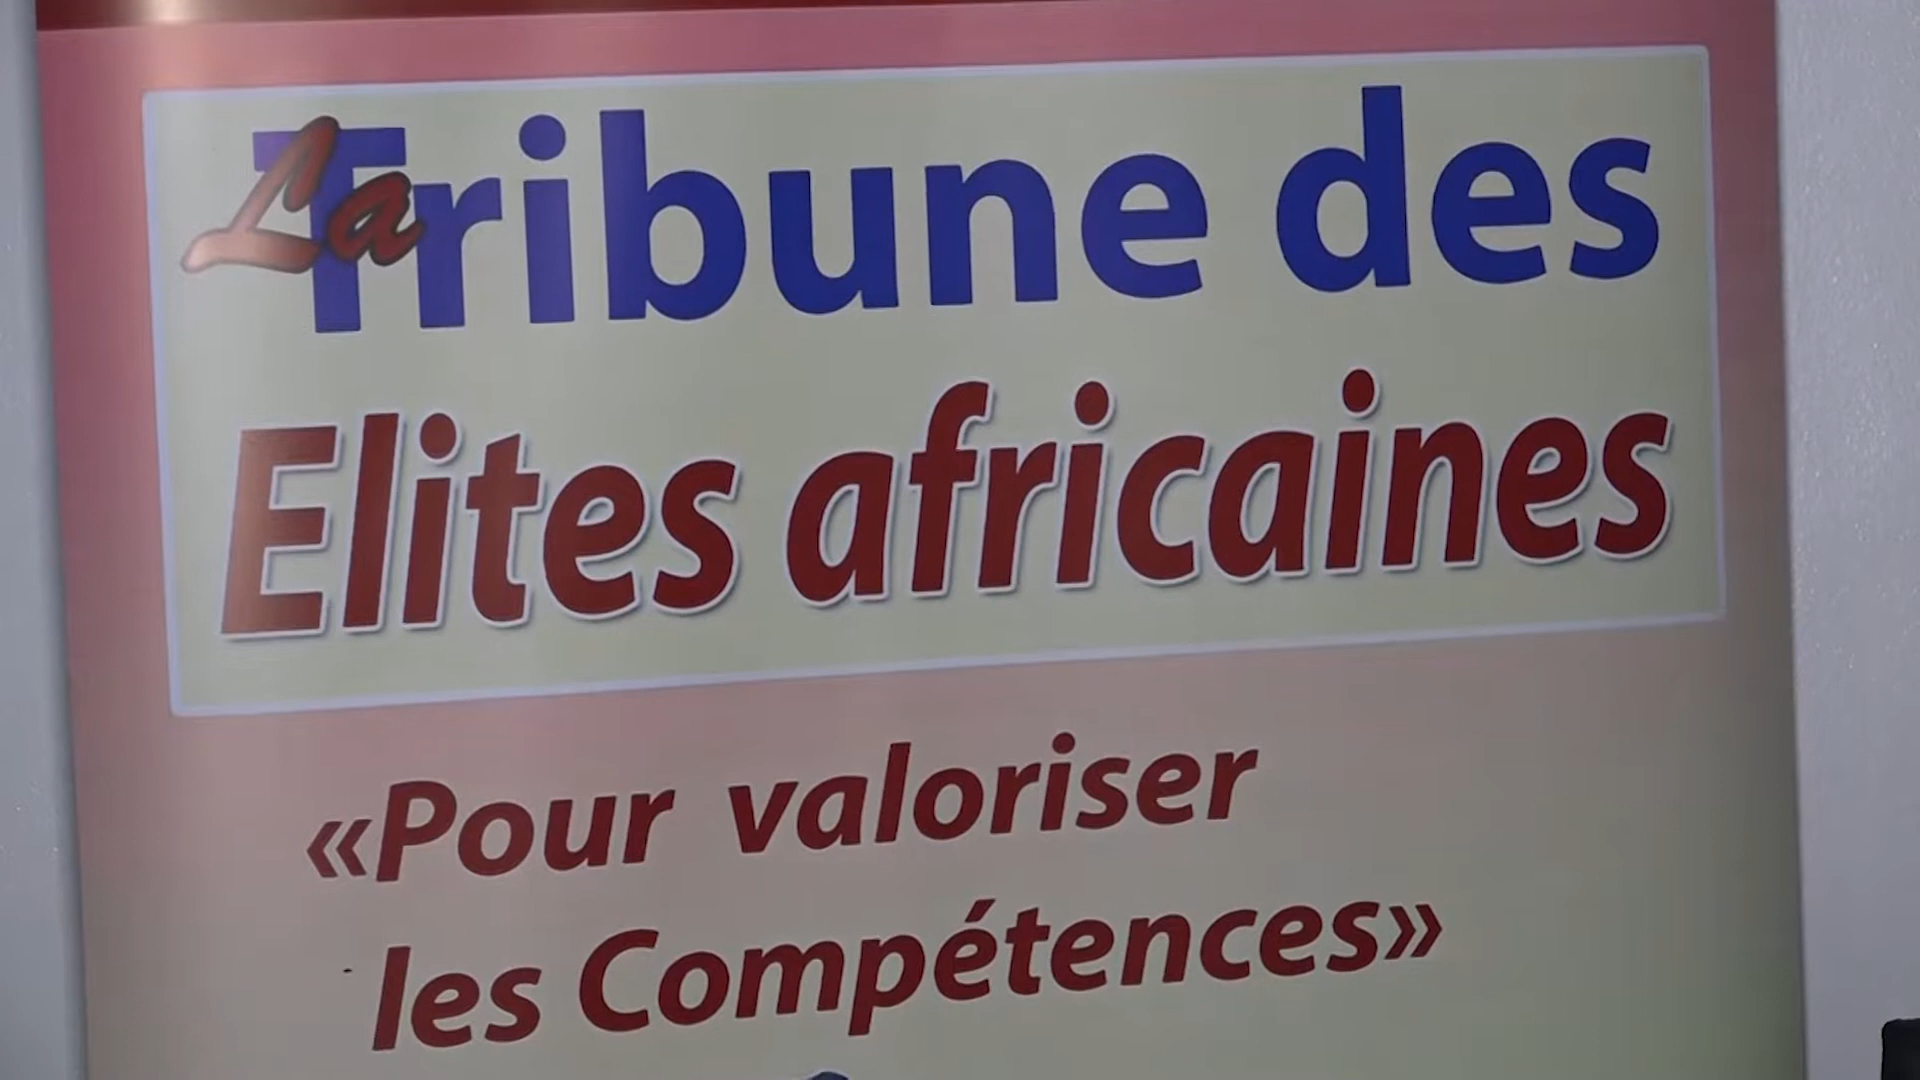 La Tribune des
Elites africaines
«Pour valoriser
les Compétences»